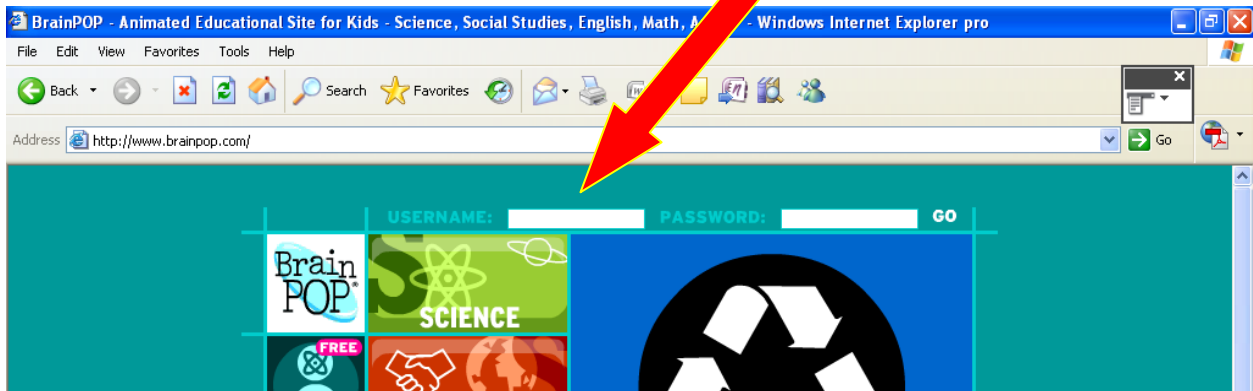 BrainPOP - Animated Educational Site for Kids - Science, Social Studies, English, Math, - Windows Internet Explorer pro
File Edit View Favorites Tools Help
Back Search Favorites
Address http://www.brainpop.com/ Go
USERNAME: PASSWORD: GO
Brain
POP®
SCIENCE
FREE